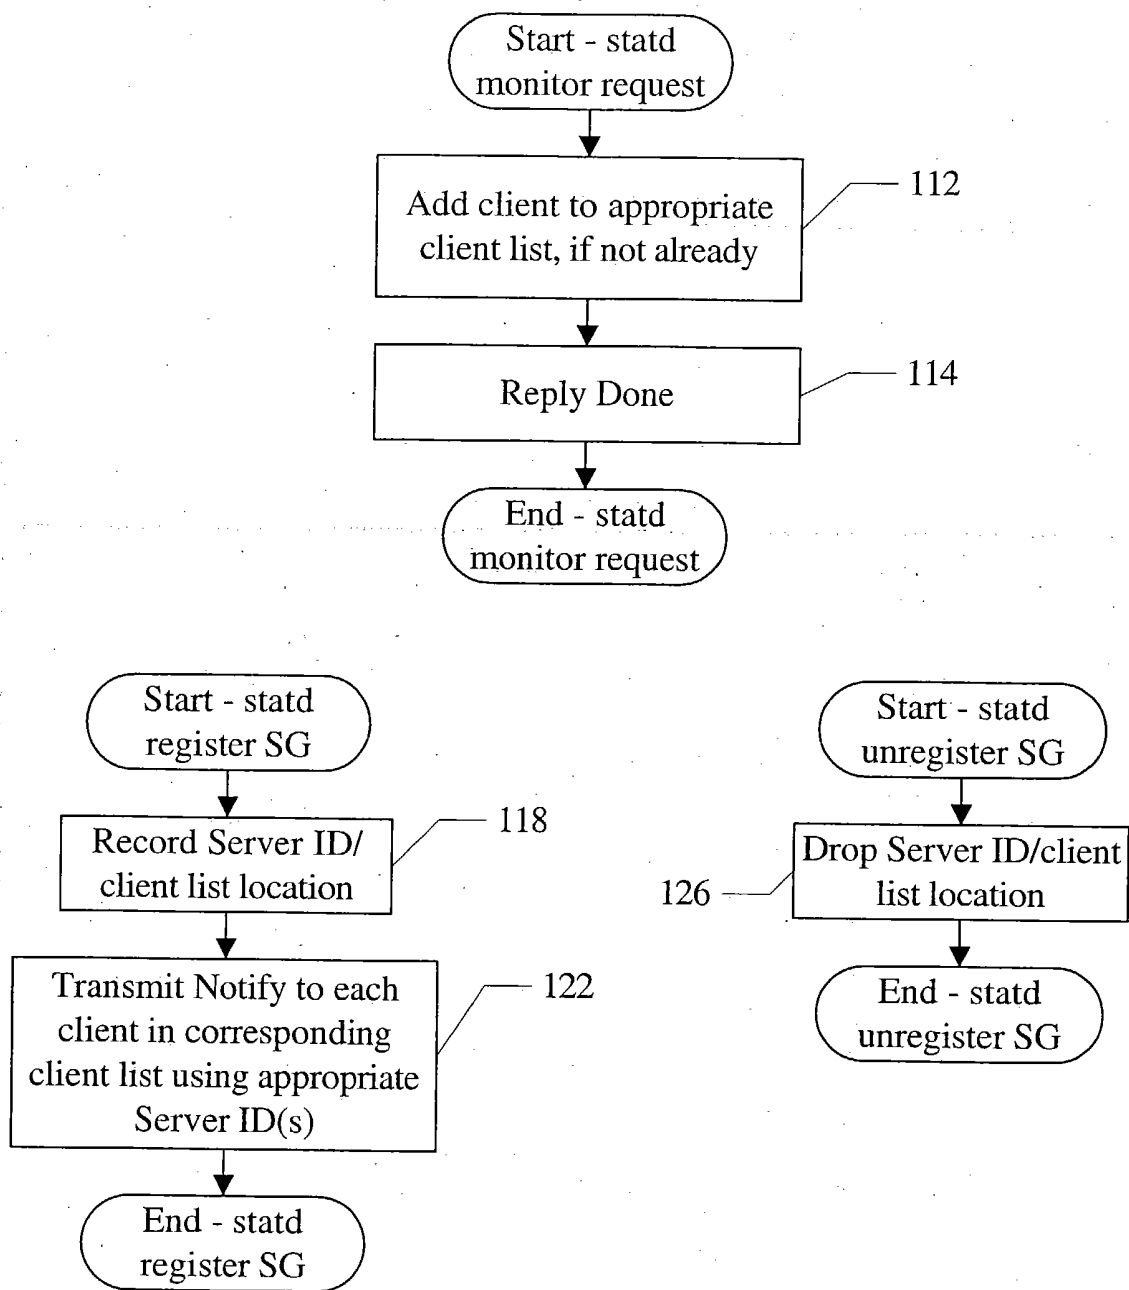 Start - statd
monitor request
Add client to appropriate
client list, if not already
112
Reply Done
114
End - statd
monitor request
Start - statd
register SG
Record Server ID/
client list location
118
Transmit Notify to each
client in corresponding
client list using appropriate
Server ID(s)
122
End - statd
register SG
Start - statd
unregister SG
Drop Server ID/client
list location
126
End - statd
unregister SG